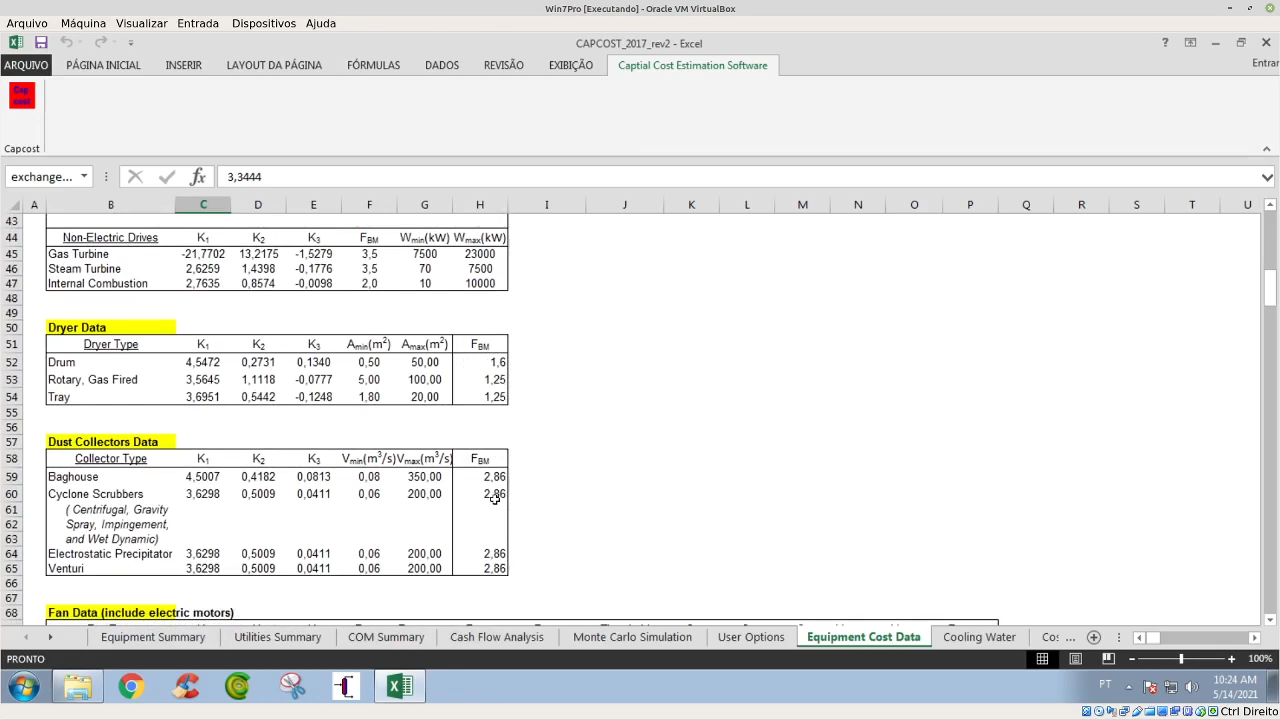 Win7Pro [Executando] - Oracle VM VirtualBox
Arquivo Máquina Visualizar Entrada Dispositivos Ajuda
CAPCOST_2017_rev2 - Excel
ARQUIVO PÁGINA INICIAL INSERIR LAYOUT DA PÁGINA FÓRMULAS DADOS REVISÃO EXIBIÇÃO Captial Cost Estimation Software Entrar
Cap cost
Capcost
exchange... fx 3,3444
A B C D E F G H I J K L M N O P Q R S T U
43
44 Non-Electric Drives K1 K2 K3 FBM Wmin(kW) Wmax(kW)
45 Gas Turbine -21,7702 13,2175 -1,5279 3,5 7500 23000
46 Steam Turbine 2,6259 1,4398 -0,1776 3,5 70 7500
47 Internal Combustion 2,7635 0,8574 -0,0098 2,0 10 10000
48
49
50 Dryer Data
51 Dryer Type K1 K2 K3 Amin(m2) Amax(m2) FBM
52 Drum 4,5472 0,2731 0,1340 0,50 50,00 1,6
53 Rotary, Gas Fired 3,5645 1,1118 -0,0777 5,00 100,00 1,25
54 Tray 3,6951 0,5442 -0,1248 1,80 20,00 1,25
55
56
57 Dust Collectors Data
58 Collector Type K1 K2 K3 Vmin(m3/s) Vmax(m3/s) FBM
59 Baghouse 4,5007 0,4182 0,0813 0,08 350,00 2,86
60 Cyclone Scrubbers 3,6298 0,5009 0,0411 0,06 200,00 2,86
61 ( Centrifugal, Gravity
62 Spray, Impingement,
63 and Wet Dynamic)
64 Electrostatic Precipitator 3,6298 0,5009 0,0411 0,06 200,00 2,86
65 Venturi 3,6298 0,5009 0,0411 0,06 200,00 2,86
66
67
68 Fan Data (include electric motors)
Equipment Summary Utilities Summary COM Summary Cash Flow Analysis Monte Carlo Simulation User Options Equipment Cost Data Cooling Water Cos ...
PRONTO 100%
PT 10:24 AM
5/14/2021
Ctrl Direito